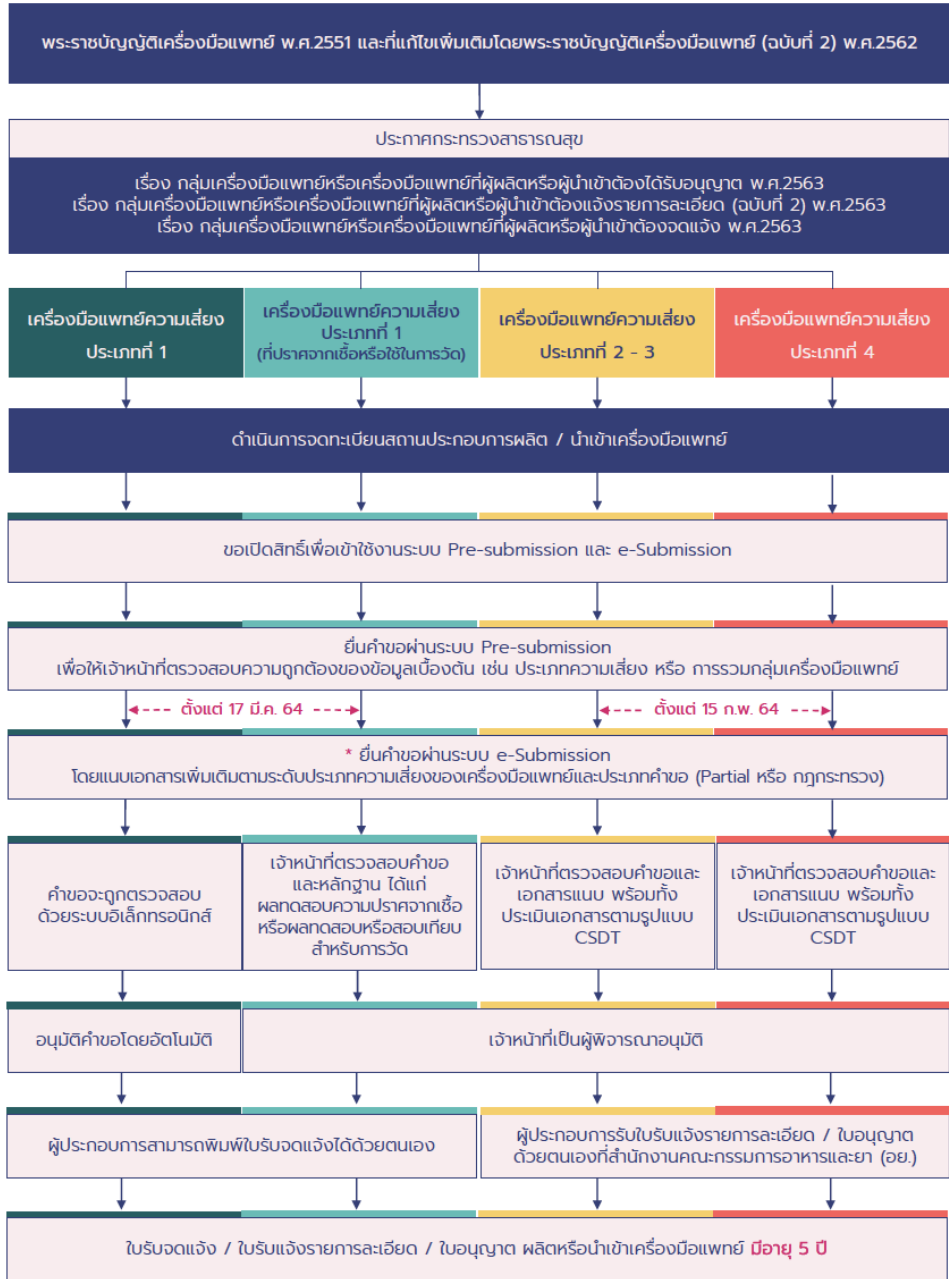 พระราชบัญญัติเครื่องมือแพทย์ พ.ศ.2551 และที่แก้ไขเพิ่มเติมโดยพระราชบัญญัติเครื่องมือแพทย์ (ฉบับที่ 2) พ.ศ.2562
ประกาศกระทรวงสาธารณสุข
เรื่อง กลุ่มเครื่องมือแพทย์หรือเครื่องมือแพทย์ที่ผู้ผลิตหรือผู้นำเข้าต้องได้รับอนุญาต พ.ศ.2563
เรื่อง กลุ่มเครื่องมือแพทย์หรือเครื่องมือแพทย์ที่ผู้ผลิตหรือผู้นำเข้าต้องแจ้งรายการละเอียด (ฉบับที่ 2) พ.ศ.2563
เรื่อง กลุ่มเครื่องมือแพทย์หรือเครื่องมือแพทย์ที่ผู้ผลิตหรือผู้นำเข้าต้องจดแจ้ง พ.ศ.2563
เครื่องมือแพทย์ความเสี่ยง
ประเภทที่ 1
เครื่องมือแพทย์ความเสี่ยง
ประเภทที่ 1
(ที่ปราศจากเชื้อหรือใช้ในการวัด)
เครื่องมือแพทย์ความเสี่ยง
ประเภทที่ 2 - 3
เครื่องมือแพทย์ความเสี่ยง
ประเภทที่ 4
ดำเนินการจดทะเบียนสถานประกอบการผลิต / นำเข้าเครื่องมือแพทย์
ขอเปิดสิทธิ์เพื่อเข้าใช้งานระบบ Pre-submission และ e-Submission
ยื่นคำขอผ่านระบบ Pre-submission
เพื่อให้เจ้าหน้าที่ตรวจสอบความถูกต้องของข้อมูลเบื้องต้น เช่น ประเภทความเสี่ยง หรือ การรวมกลุ่มเครื่องมือแพทย์
ตั้งแต่ 17 มี.ค. 64
ตั้งแต่ 15 ก.พ. 64
* ยื่นคำขอผ่านระบบ e-Submission
โดยแนบเอกสารเพิ่มเติมตามระดับประเภทความเสี่ยงของเครื่องมือแพทย์และประเภทคำขอ (Partial หรือ กฎกระทรวง)
คำขอจะถูกตรวจสอบ
ด้วยระบบอิเล็กทรอนิกส์
เจ้าหน้าที่ตรวจสอบคำขอ
และหลักฐาน ได้แก่
ผลทดสอบความปราศจากเชื้อ
หรือผลทดสอบหรือสอบเทียบ
สำหรับการวัด
เจ้าหน้าที่ตรวจสอบคำขอและ
เอกสารแนบ พร้อมทั้ง
ประเมินเอกสารตามรูปแบบ
CSDT
เจ้าหน้าที่ตรวจสอบคำขอและ
เอกสารแนบ พร้อมทั้ง
ประเมินเอกสารตามรูปแบบ
CSDT
อนุมัติคำขอโดยอัตโนมัติ
เจ้าหน้าที่เป็นผู้พิจารณาอนุมัติ
ผู้ประกอบการสามารถพิมพ์ใบรับจดแจ้งได้ด้วยตนเอง
ผู้ประกอบการรับใบรับแจ้งรายการละเอียด / ใบอนุญาต
ด้วยตนเองที่สำนักงานคณะกรรมการอาหารและยา (อย.)
ใบรับจดแจ้ง / ใบรับแจ้งรายการละเอียด / ใบอนุญาต ผลิตหรือนำเข้าเครื่องมือแพทย์ มีอายุ 5 ปี